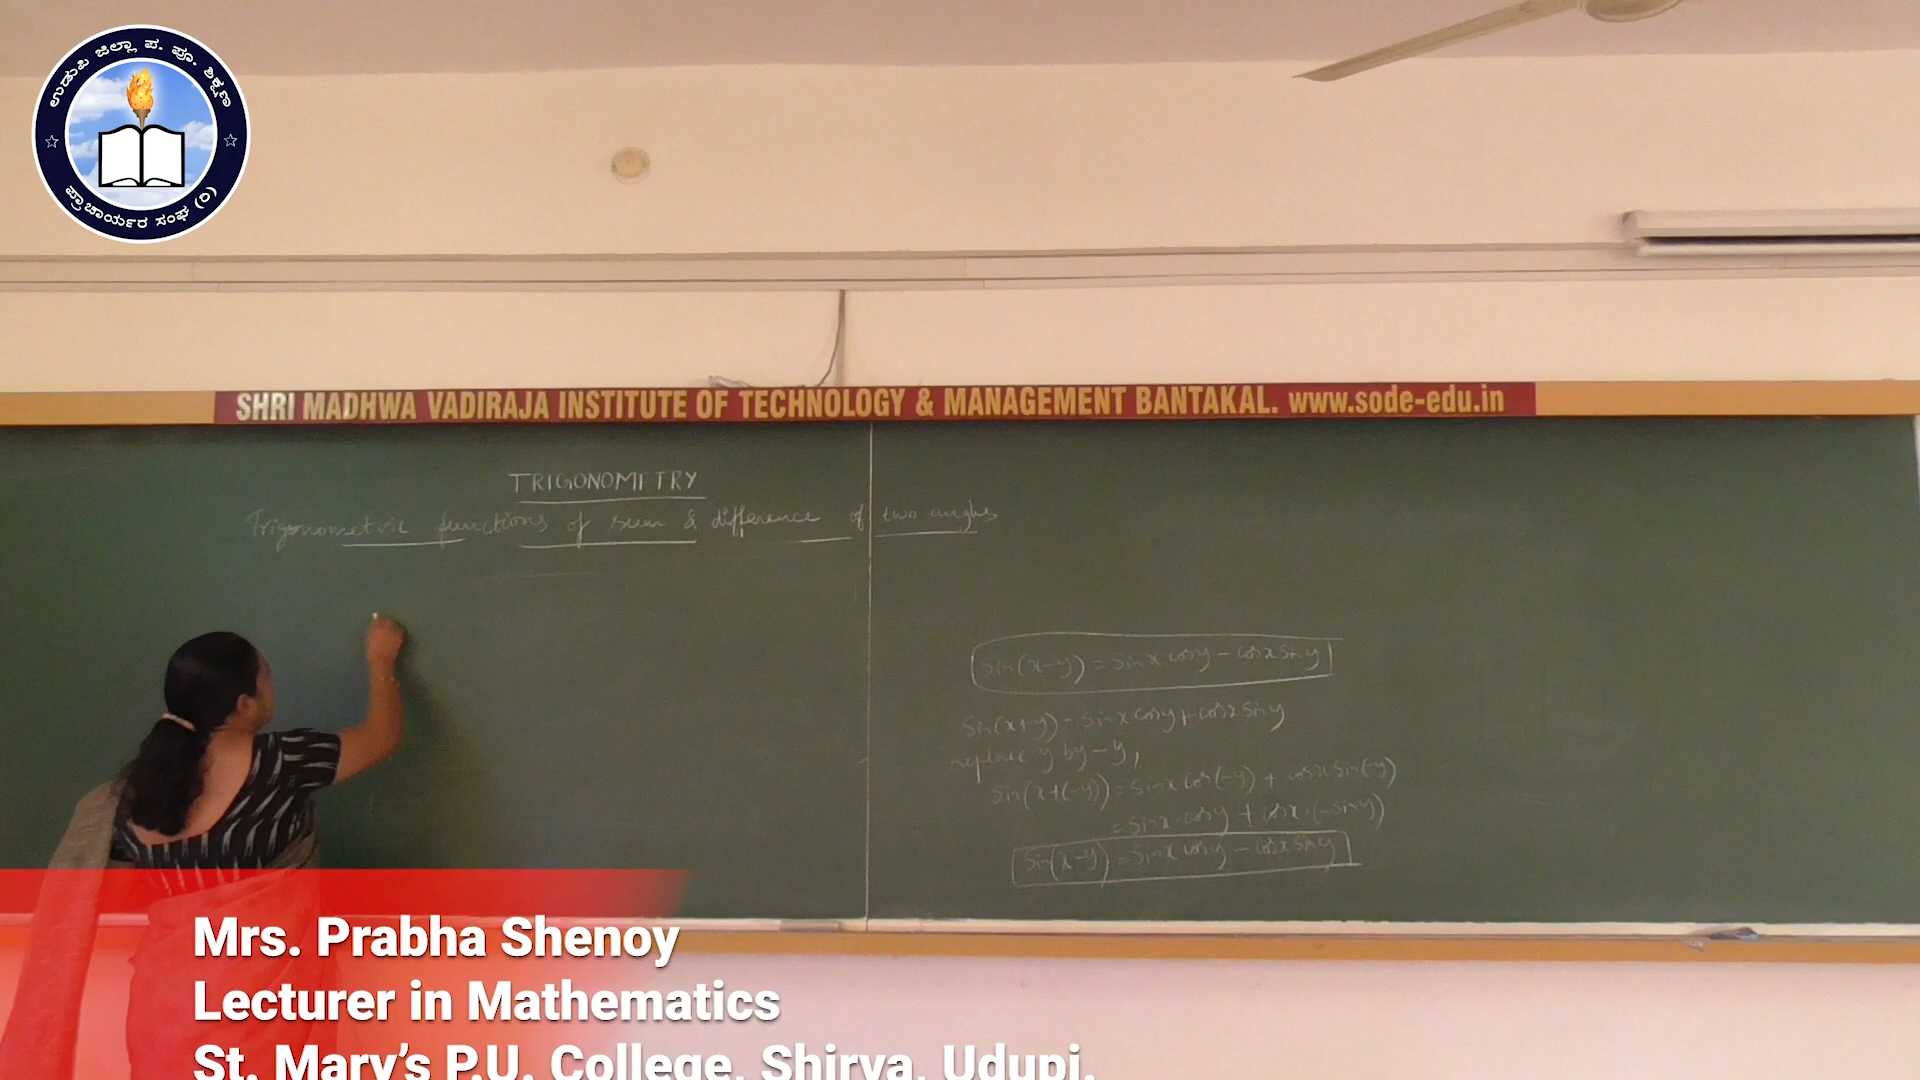 ಉಡುಪಿ ಜಿಲ್ಲಾ ಪ. ಪೂ. ಶಿಕ್ಷಣ
ಪ್ರಾಚಾರ್ಯರ ಸಂಘ (ರಿ)
SHRI MADHWA VADIRAJA INSTITUTE OF TECHNOLOGY & MANAGEMENT BANTAKAL. www.sode-edu.in
TRIGONOMETRY
Trigonometric functions of sum & difference of two angles
sin(x-y) = sinx cosy - cosx siny
sin(x+y) = sinx cosy + cosx siny
replace y by -y,
sin(x+(-y)) = sinx cos(-y) + cosx sin(-y)
= sinx.cosy + cosx.(-siny)
sin(x-y) = sinx cosy - cosx siny
Mrs. Prabha Shenoy
Lecturer in Mathematics
St. Mary's P.U. College, Shirva, Udupi.